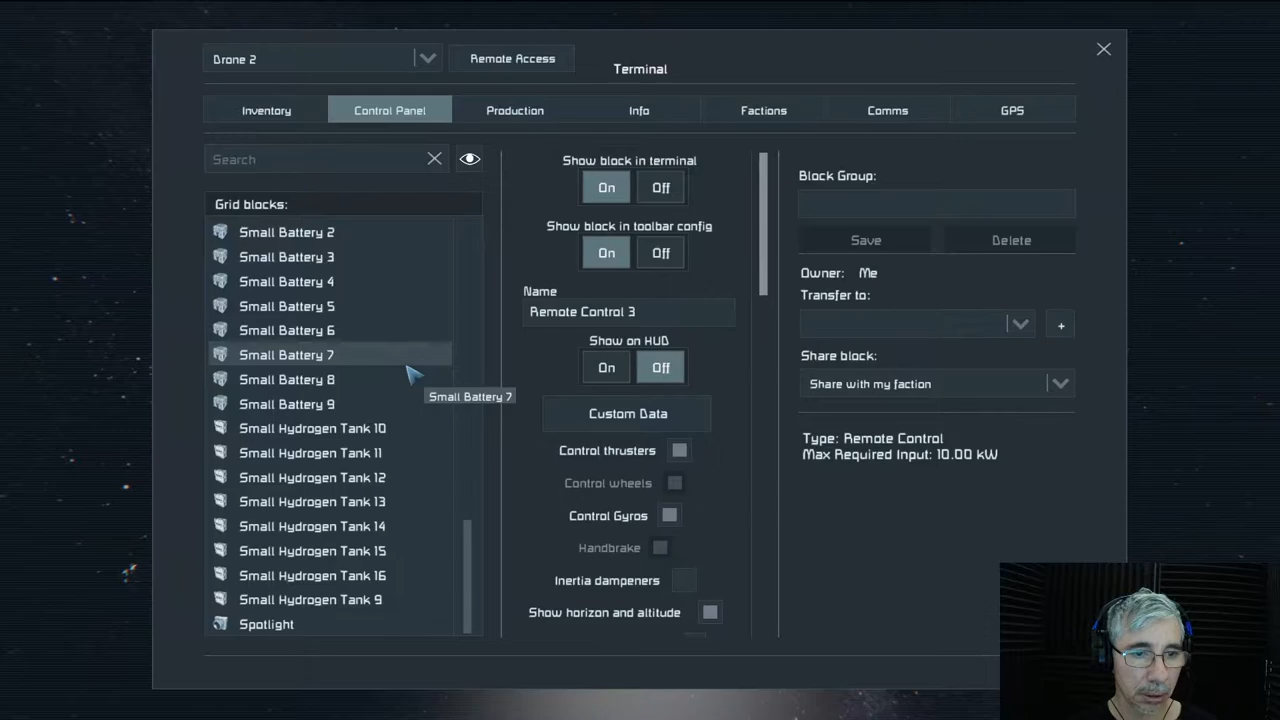 Drone 2
Remote Access
Terminal
Inventory
Control Panel
Production
Info
Factions
Comms
GPS
Search
Grid blocks:
Small Battery 2
Small Battery 3
Small Battery 4
Small Battery 5
Small Battery 6
Small Battery 7
Small Battery 8
Small Battery 9
Small Hydrogen Tank 10
Small Hydrogen Tank 11
Small Hydrogen Tank 12
Small Hydrogen Tank 13
Small Hydrogen Tank 14
Small Hydrogen Tank 15
Small Hydrogen Tank 16
Small Hydrogen Tank 9
Spotlight
Small Battery 7
Show block in terminal
On Off
Show block in toolbar config
On Off
Name
Remote Control 3
Show on HUD
On Off
Custom Data
Control thrusters
Control wheels
Control Gyros
Handbrake
Inertia dampeners
Show horizon and altitude
Block Group:
Save
Delete
Owner: Me
Transfer to:
+
Share block:
Share with my faction
Type: Remote Control
Max Required Input: 10.00 kW